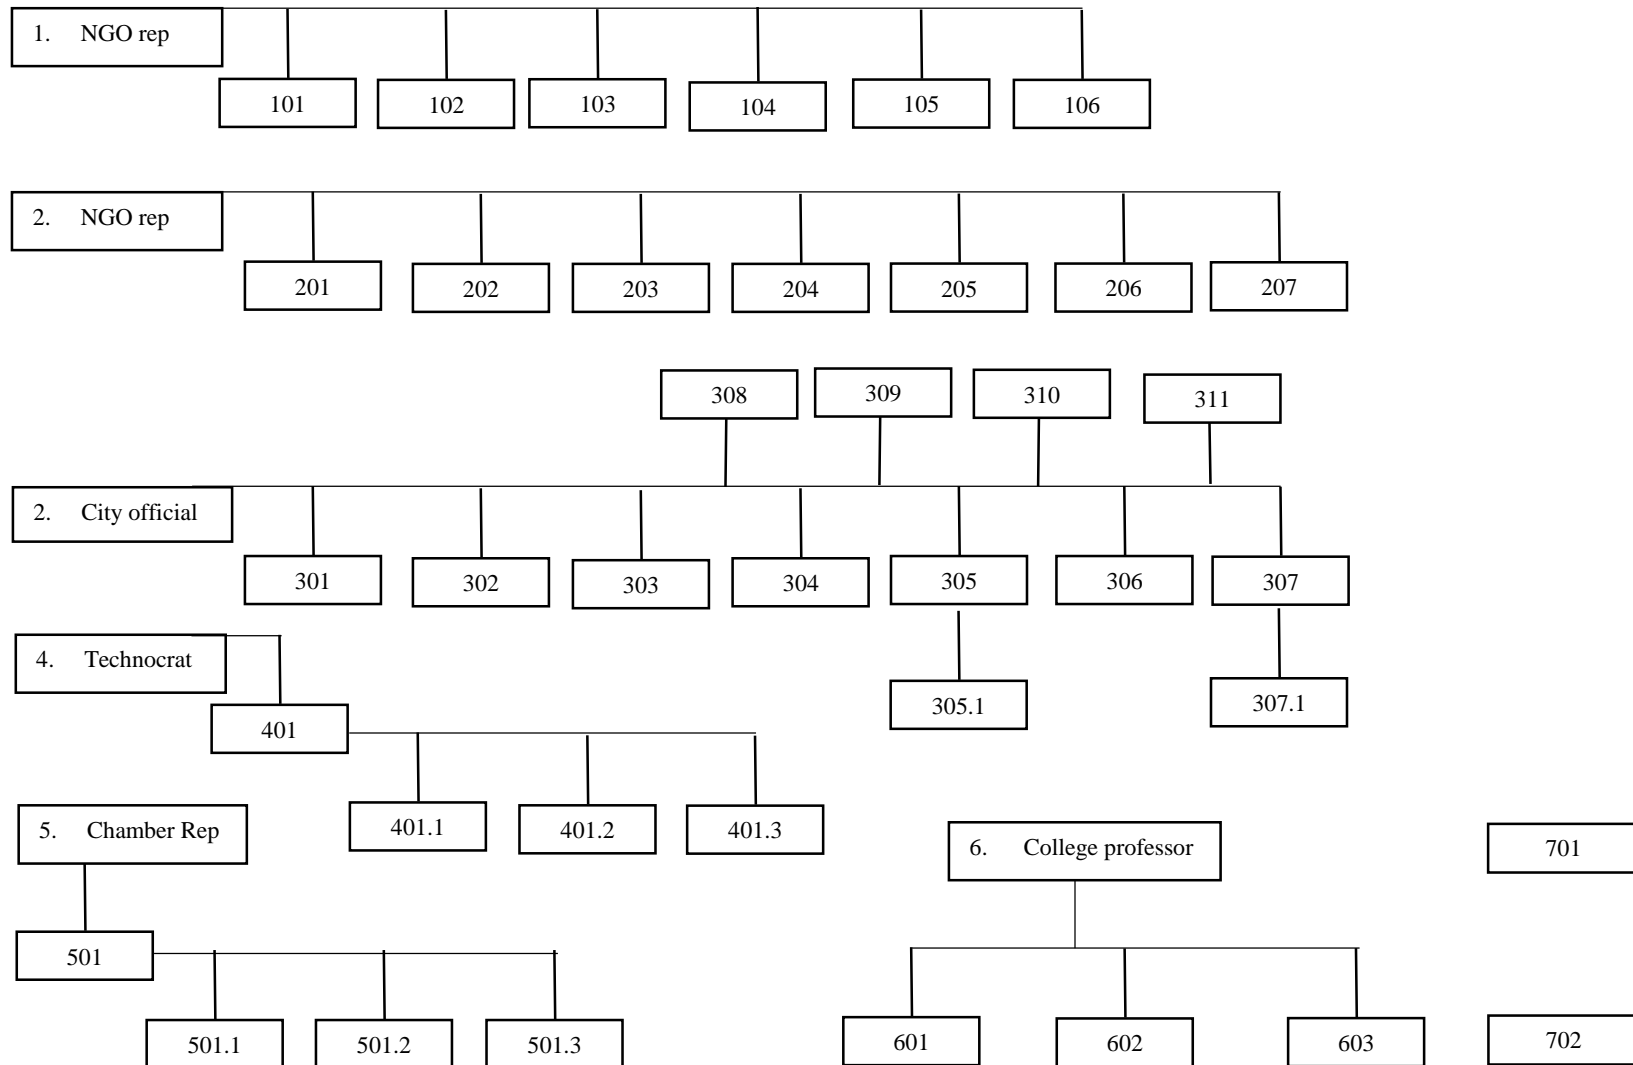 1. NGO rep
101 102 103 104 105 106
2. NGO rep
201 202 203 204 205 206 207
308 309 310 311
2. City official
301 302 303 304 305 306 307
4. Technocrat
305.1 307.1
401
401.1 401.2 401.3
5. Chamber Rep
6. College professor
701
501
501.1 501.2 501.3
601 602 603 702